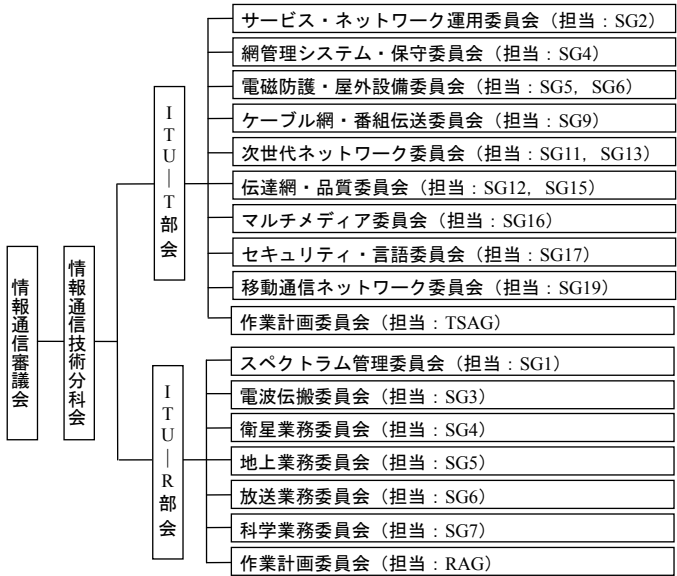 情報通信審議会
情報通信技術分科会
ITU―T部会
サービス・ネットワーク運用委員会（担当：SG2）
網管理システム・保守委員会（担当：SG4）
電磁防護・屋外設備委員会（担当：SG5，SG6）
ケーブル網・番組伝送委員会（担当：SG9）
次世代ネットワーク委員会（担当：SG11，SG13）
伝達網・品質委員会（担当：SG12，SG15）
マルチメディア委員会（担当：SG16）
セキュリティ・言語委員会（担当：SG17）
移動通信ネットワーク委員会（担当：SG19）
作業計画委員会（担当：TSAG）
ITU―R部会
スペクトラム管理委員会（担当：SG1）
電波伝搬委員会（担当：SG3）
衛星業務委員会（担当：SG4）
地上業務委員会（担当：SG5）
放送業務委員会（担当：SG6）
科学業務委員会（担当：SG7）
作業計画委員会（担当：RAG）